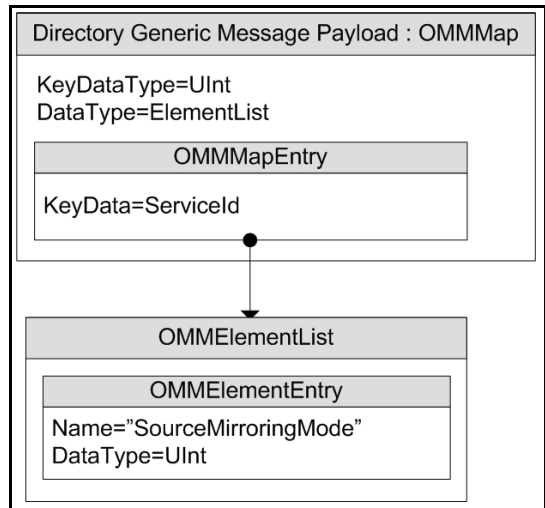 Directory Generic Message Payload : OMMMap
KeyDataType=UInt
DataType=ElementList
OMMMapEntry
KeyData=ServiceId
OMMElementList
OMMElementEntry
Name=”SourceMirroringMode”
DataType=UInt